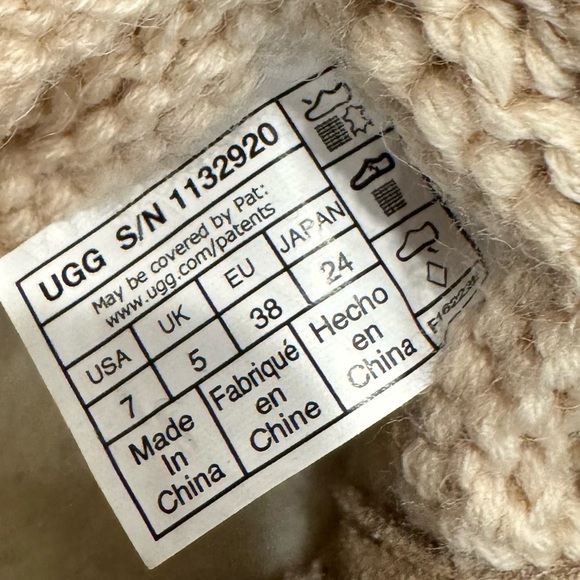 UGG S/N 1132920
May be covered by Pat:
www.ugg.com/patents
USA UK EU JAPAN
7 5 38 24
Made In China
Fabriqué en Chine
Hecho en China